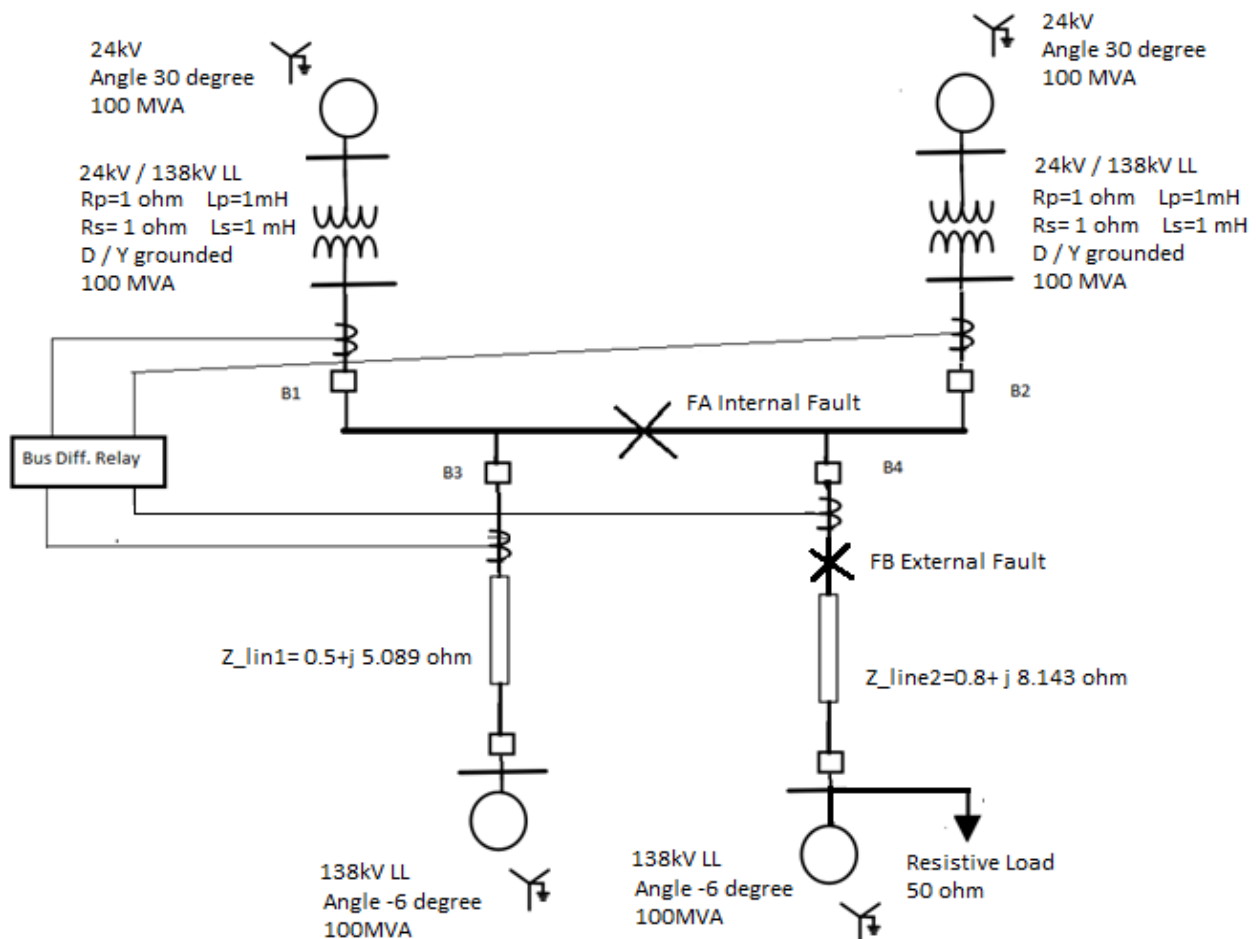 24kV
Angle 30 degree
100 MVA
24kV
Angle 30 degree
100 MVA
24kV / 138kV LL
Rp=1 ohm Lp=1mH
Rs= 1 ohm Ls=1 mH
D / Y grounded
100 MVA
24kV / 138kV LL
Rp=1 ohm Lp=1mH
Rs= 1 ohm Ls=1 mH
D / Y grounded
100 MVA
B1
B2
FA Internal Fault
Bus Diff. Relay
B3
B4
FB External Fault
Z_lin1= 0.5+j 5.089 ohm
Z_line2=0.8+ j 8.143 ohm
138kV LL
Angle -6 degree
100MVA
138kV LL
Angle -6 degree
100MVA
Resistive Load
50 ohm